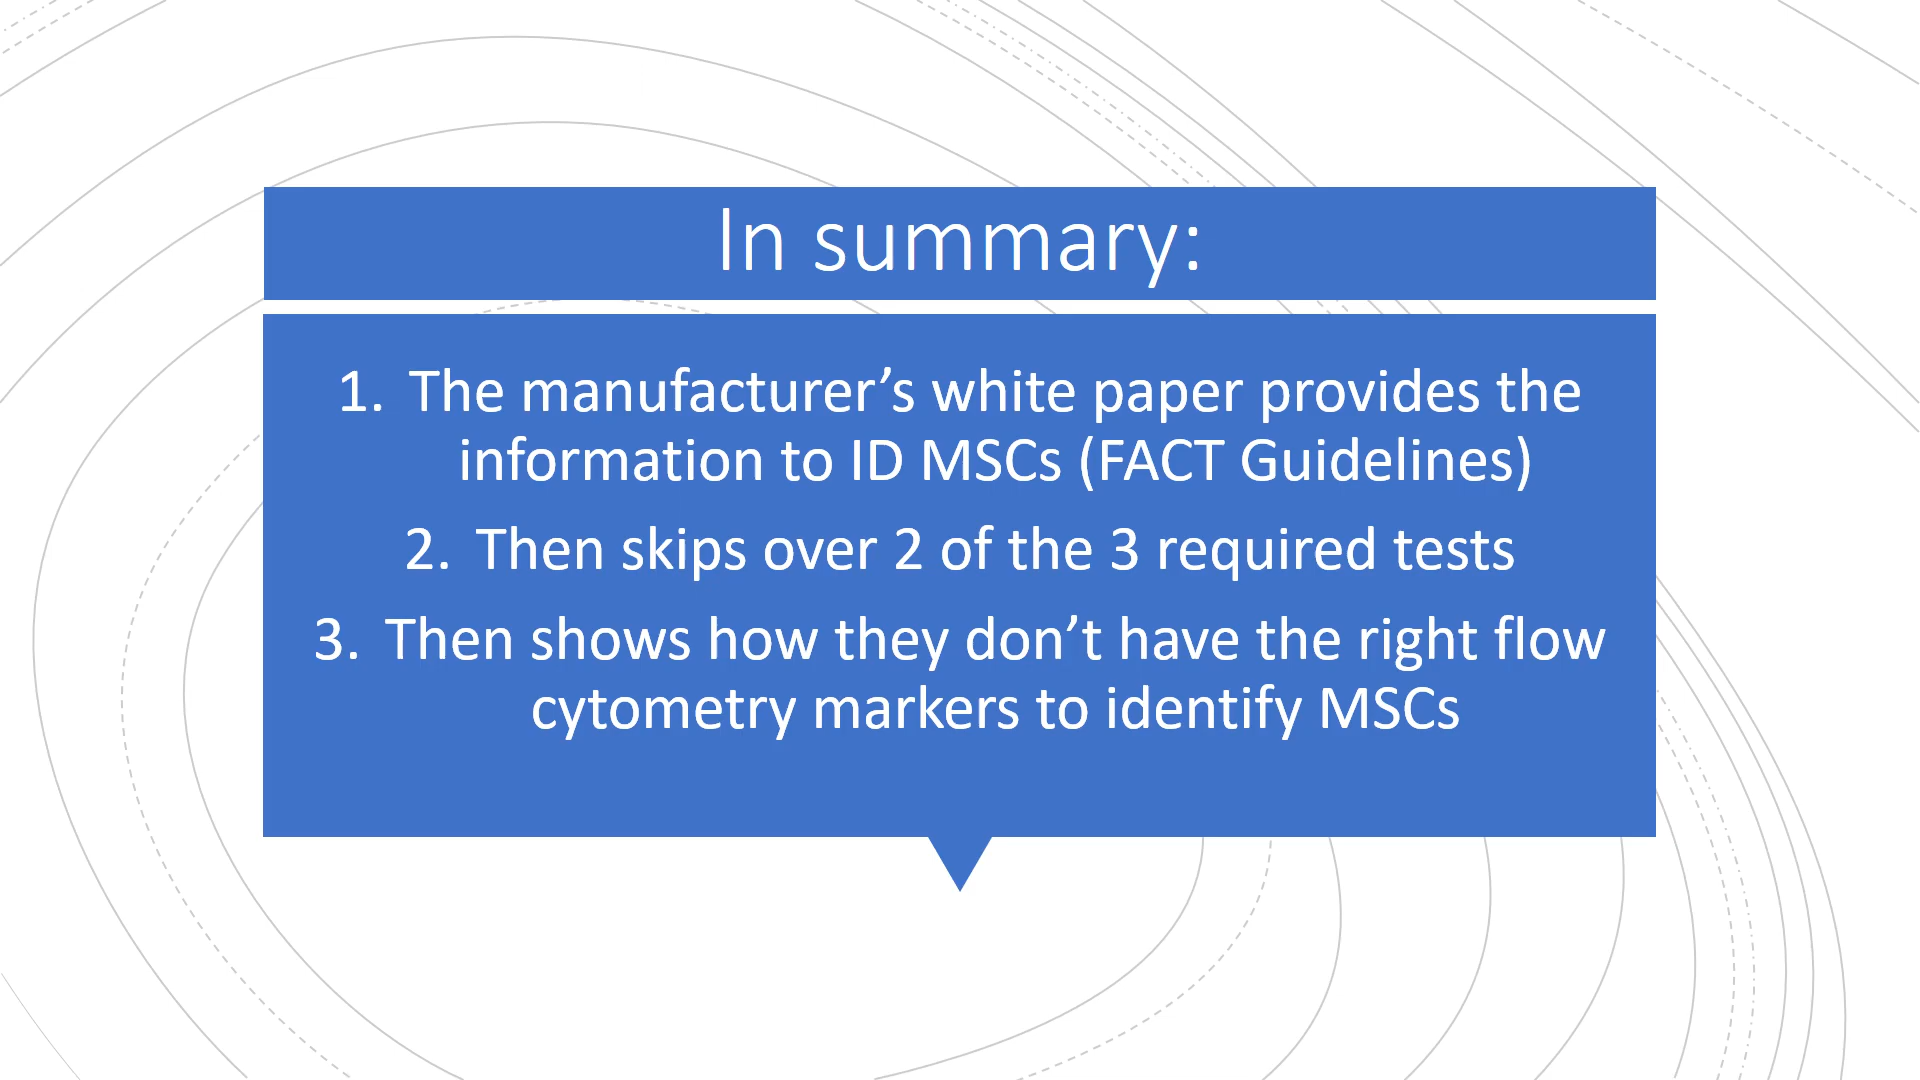 In summary:
1. The manufacturer’s white paper provides the
information to ID MSCs (FACT Guidelines)
2. Then skips over 2 of the 3 required tests
3. Then shows how they don’t have the right flow
cytometry markers to identify MSCs